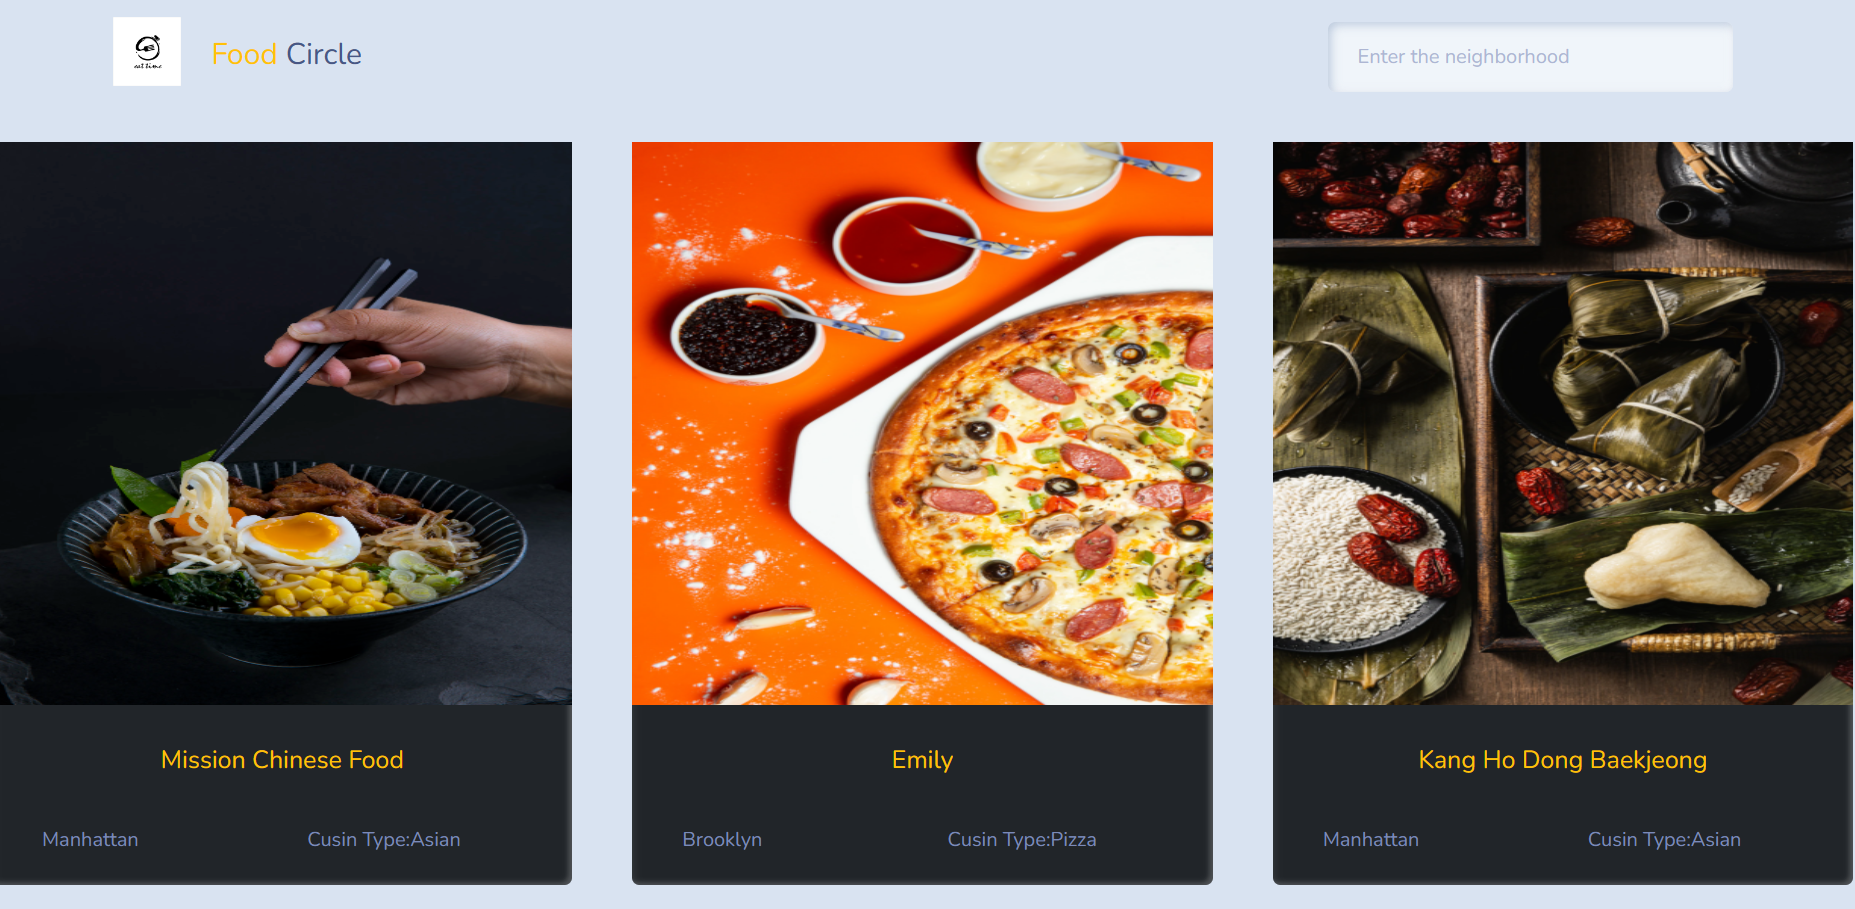 eat time
Food Circle
Enter the neighborhood
Mission Chinese Food
Manhattan
Cusin Type:Asian
Emily
Brooklyn
Cusin Type:Pizza
Kang Ho Dong Baekjeong
Manhattan
Cusin Type:Asian